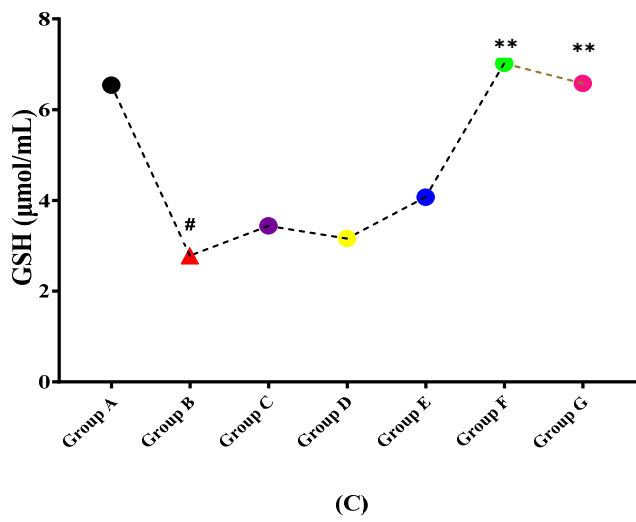 8
**
**
6
4
#
2
0
GSH (μmol/mL)
Group A
Group B
Group C
Group D
Group E
Group F
Group G
(C)